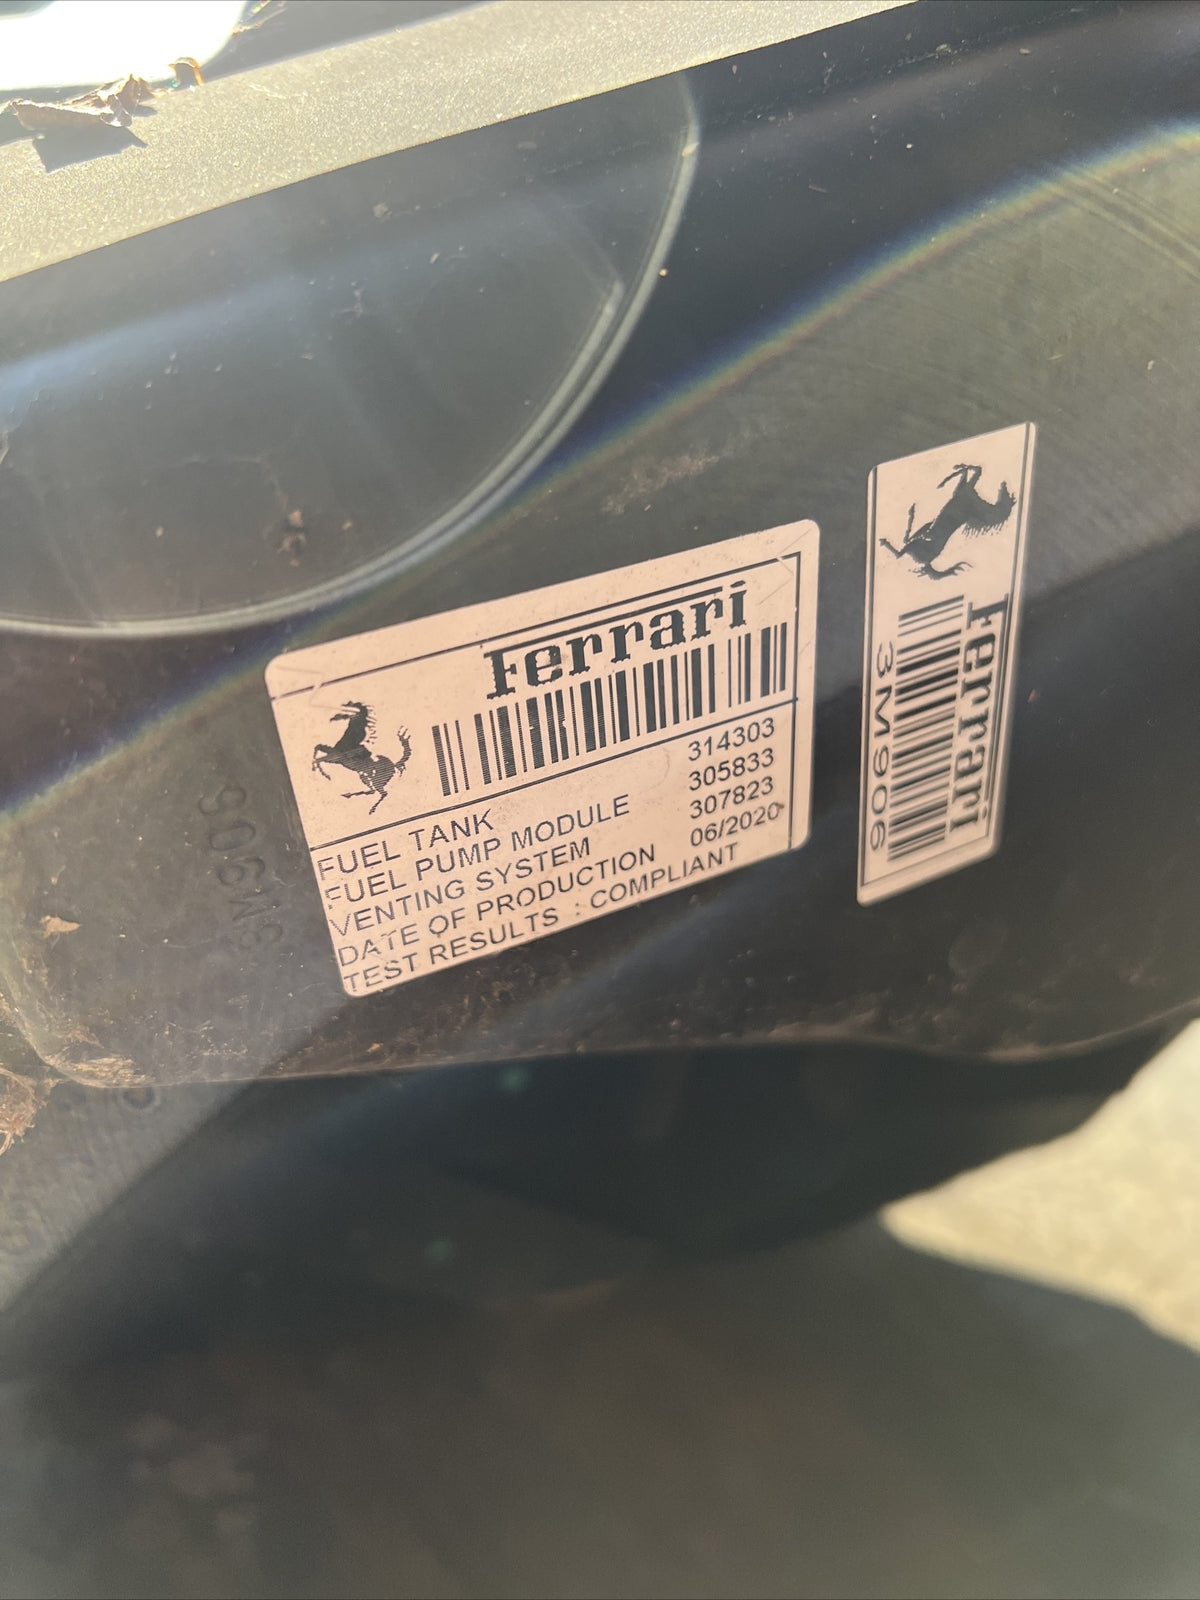 Ferrari
FUEL TANK 314303
FUEL PUMP MODULE 305833
VENTING SYSTEM 307823
DATE OF PRODUCTION 06/2020
TEST RESULTS : COMPLIANT
Ferrari
3M906
3M906